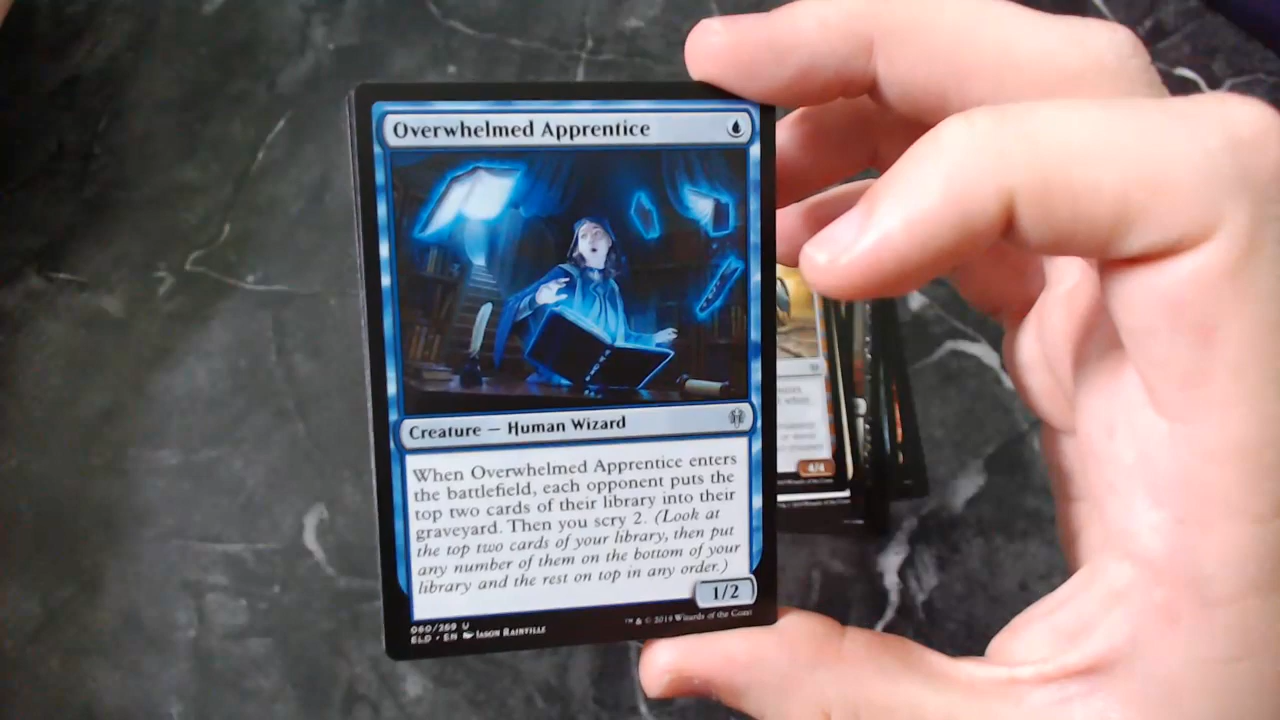 Overwhelmed Apprentice
Creature — Human Wizard
When Overwhelmed Apprentice enters
the battlefield, each opponent puts the
top two cards of their library into their
graveyard. Then you scry 2. (Look at
the top two cards of your library, then put
any number of them on the bottom of your
library and the rest on top in any order.)
1/2
060/269 U
ELD • EN Jason Rainville
™ & © 2019 Wizards of the Coast
4/4